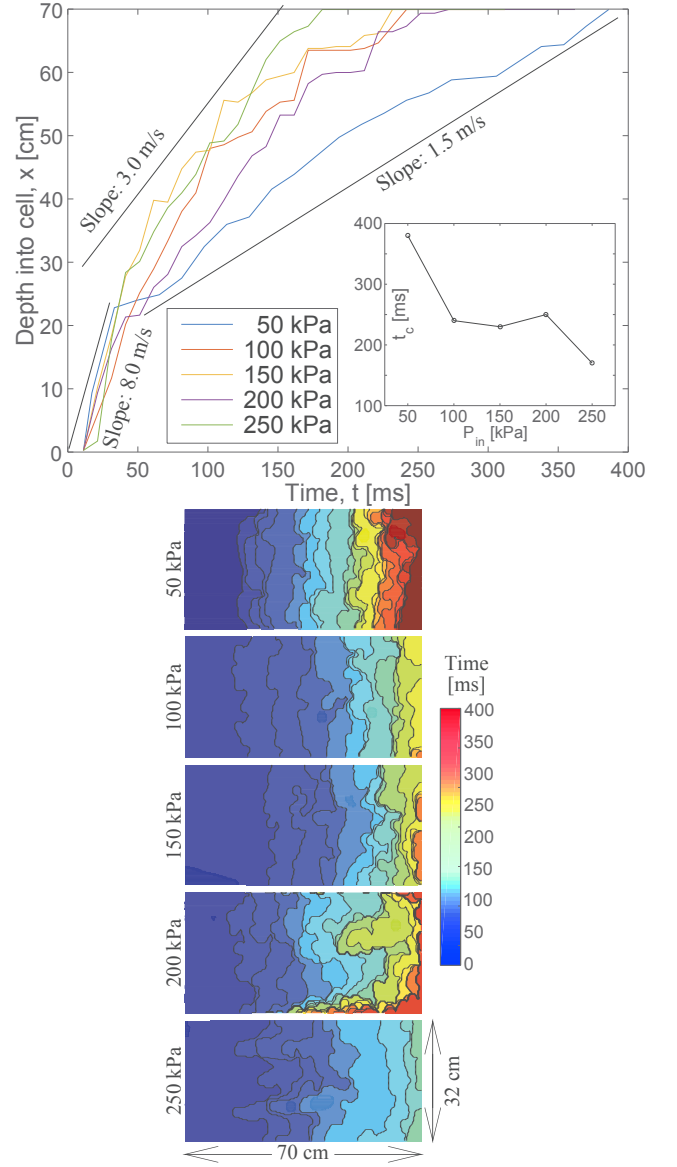 70
60
50
40
30
20
10
0
Depth into cell, x [cm]
Slope: 3.0 m/s
Slope: 8.0 m/s
Slope: 1.5 m/s
50 kPa
100 kPa
150 kPa
200 kPa
250 kPa
400
300
200
100
t_c [ms]
50 100 150 200 250
P_in [kPa]
0 50 100 150 200 250 300 350 400
Time, t [ms]
50 kPa
100 kPa
150 kPa
200 kPa
250 kPa
Time
[ms]
400
350
300
250
200
150
100
50
0
32 cm
70 cm